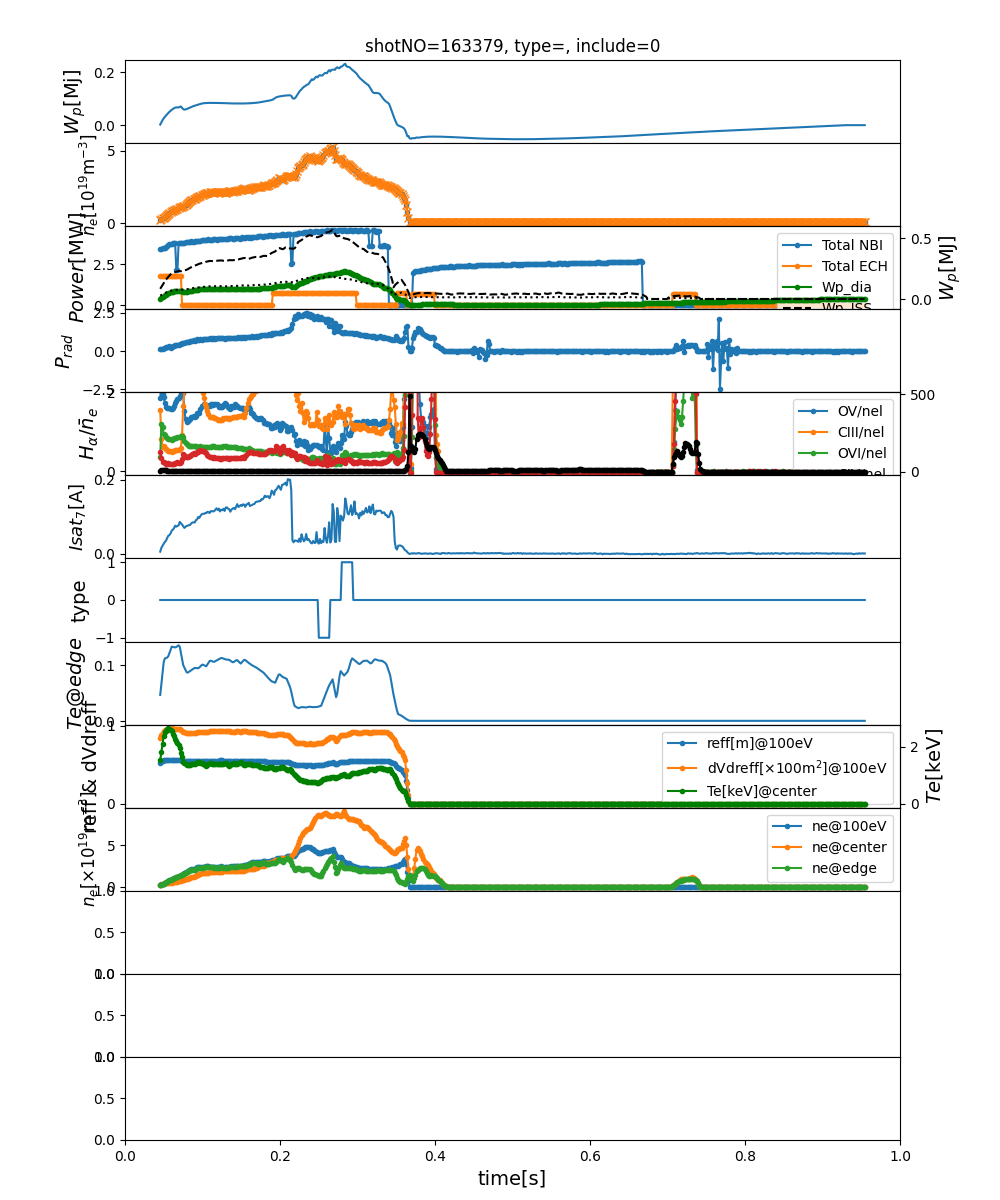 shotNO=163379, type=, include=0
W_p[Mj]
0.2
0.0
n_e[10^19 m^-3]
5
0
Power[MW]
2.5
0.0
Total NBI
Total ECH
Wp_dia
Wp_ISS
0.5
0.0
W_p[MJ]
P_rad
2.5
0.0
−2.5
H_α/n̄_e
2
0
OV/nel
CIII/nel
OVI/nel
nel
500
0
Isat_7[A]
0.2
0.0
type
1
0
−1
Te@edge
0.1
0.0
reff & dVdreff
1
0
reff[m]@100eV
dVdreff[×100m^2]@100eV
Te[keV]@center
2
0
Te[keV]
n_e[×10^19 m^-3]
5
0
ne@100eV
ne@center
ne@edge
1.0
0.5
0.0
1.0
0.5
0.0
1.0
0.5
0.0
0.0 0.2 0.4 0.6 0.8 1.0
time[s]